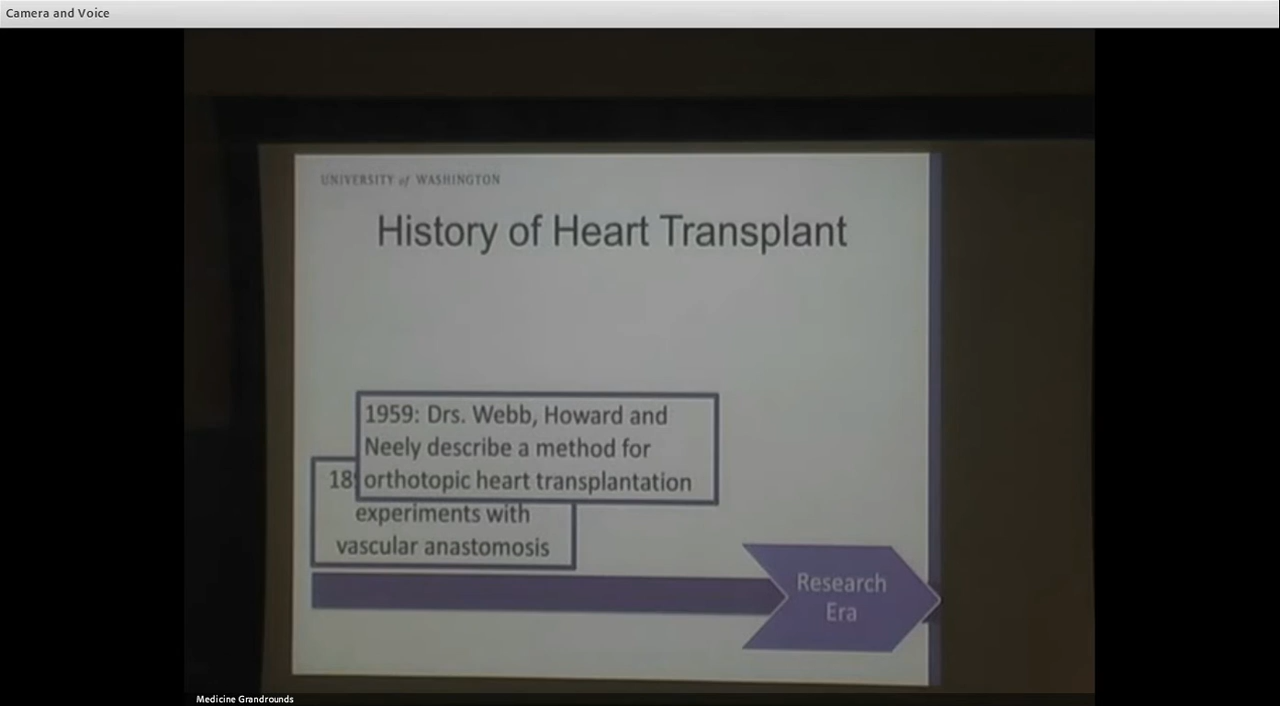 Camera and Voice
UNIVERSITY of WASHINGTON
History of Heart Transplant
1959: Drs. Webb, Howard and
Neely describe a method for
orthotopic heart transplantation
experiments with
vascular anastomosis
Research
Era
Medicine Grandrounds